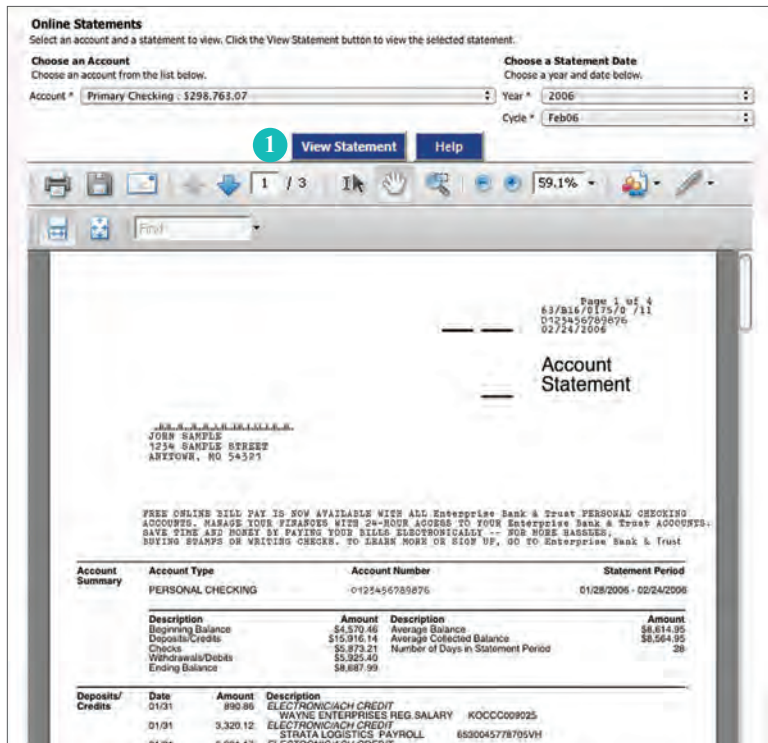 Online Statements
Select an account and a statement to view. Click the View Statement button to view the selected statement.
Choose an Account
Choose an account from the list below.
Account * Primary Checking : $298,763.07
Choose a Statement Date
Choose a year and date below.
Year * 2006
Cycle * Feb06
1 View Statement Help
1 / 3 59.1%
Find
Page 1 of 4
63/B16/0175/0 /11
0123456789876
02/24/2006
Account
Statement
JOHN SAMPLE
1234 SAMPLE STREET
ANYTOWN, MO 54321
FREE ONLINE BILL PAY IS NOW AVAILABLE WITH ALL Enterprise Bank & Trust PERSONAL CHECKING
ACCOUNTS. MANAGE YOUR FINANCES WITH 24-HOUR ACCESS TO YOUR Enterprise Bank & Trust ACCOUNTS.
SAVE TIME AND MONEY BY PAYING YOUR BILLS ELECTRONICALLY -- NOR MORE HASSLES,
BUYING STAMPS OR WRITING CHECKS. TO LEARN MORE OR SIGN UP, GO TO Enterprise Bank & Trust
Account Summary
Account Type Account Number Statement Period
PERSONAL CHECKING 0123456789876 01/28/2006 - 02/24/2006
Description Amount Description Amount
Beginning Balance $4,570.46 Average Balance $8,614.95
Deposits/Credits $15,916.14 Average Collected Balance $8,564.95
Checks $5,873.21 Number of Days in Statement Period 28
Withdrawals/Debits $5,925.40
Ending Balance $8,687.99
Deposits/ Credits
Date Amount Description
01/31 890.86 ELECTRONIC/ACH CREDIT
WAYNE ENTERPRISES REG.SALARY KOCCC009025
01/31 3,320.12 ELECTRONIC/ACH CREDIT
STRATA LOGISTICS PAYROLL 6530045778705VH
01/31 ELECTRONIC/ACH CREDIT